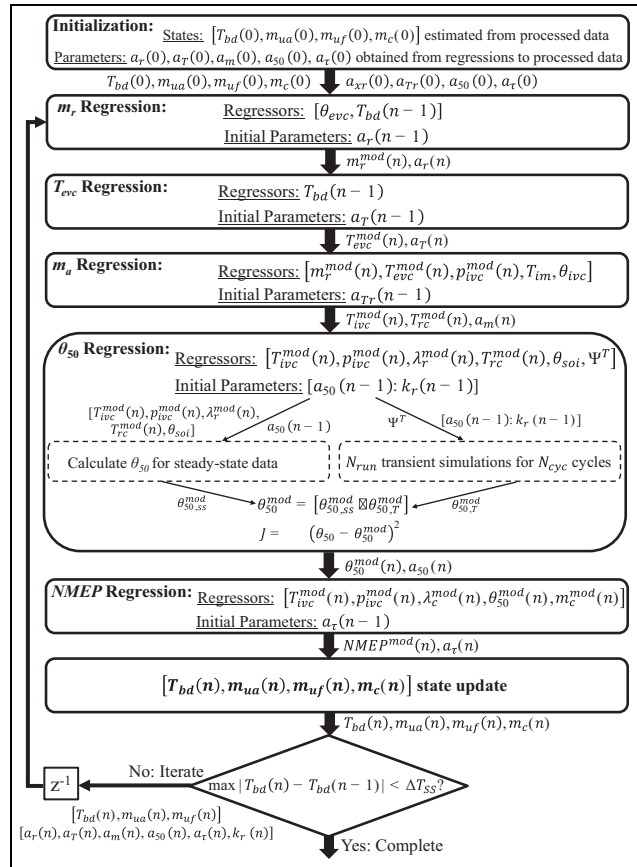 Initialization:
States: [T_bd(0), m_ua(0), m_uf(0), m_c(0)] estimated from processed data
Parameters: a_r(0), a_T(0), a_m(0), a_50(0), a_τ(0) obtained from regressions to processed data
T_bd(0), m_ua(0), m_uf(0), m_c(0) a_xr(0), a_Tr(0), a_50(0), a_τ(0)
m_r Regression:
Regressors: [θ_evc, T_bd(n − 1)]
Initial Parameters: a_r(n − 1)
m_r^mod(n), a_r(n)
T_evc Regression:
Regressors: T_bd(n − 1)
Initial Parameters: a_T(n − 1)
T_evc^mod(n), a_T(n)
m_a Regression:
Regressors: [m_r^mod(n), T_evc^mod(n), p_ivc^mod(n), T_im, θ_ivc]
Initial Parameters: a_Tr(n − 1)
T_ivc^mod(n), T_rc^mod(n), a_m(n)
θ_50 Regression:
Regressors: [T_ivc^mod(n), p_ivc^mod(n), λ_r^mod(n), T_rc^mod(n), θ_soi, Ψ^T]
Initial Parameters: [a_50(n − 1): k_r(n − 1)]
[T_ivc^mod(n), p_ivc^mod(n), λ_r^mod(n),
T_rc^mod(n), θ_soi]
a_50(n − 1)
Ψ^T
[a_50(n − 1): k_r(n − 1)]
Calculate θ_50 for steady-state data
N_run transient simulations for N_cyc cycles
θ_50,ss^mod
θ_50^mod = [θ_50,ss^mod ⍰ θ_50,T^mod]
θ_50,T^mod
J = (θ_50 − θ_50^mod)^2
θ_50^mod(n), a_50(n)
NMEP Regression:
Regressors: [T_ivc^mod(n), p_ivc^mod(n), λ_c^mod(n), θ_50^mod(n), m_c^mod(n)]
Initial Parameters: a_τ(n − 1)
NMEP^mod(n), a_τ(n)
[T_bd(n), m_ua(n), m_uf(n), m_c(n)] state update
T_bd(n), m_ua(n), m_uf(n), m_c(n)
No: Iterate
max|T_bd(n) − T_bd(n − 1)| < ΔT_SS?
Z^-1
[T_bd(n), m_ua(n), m_uf(n)]
[a_r(n), a_T(n), a_m(n), a_50(n), a_τ(n), k_r(n)]
Yes: Complete